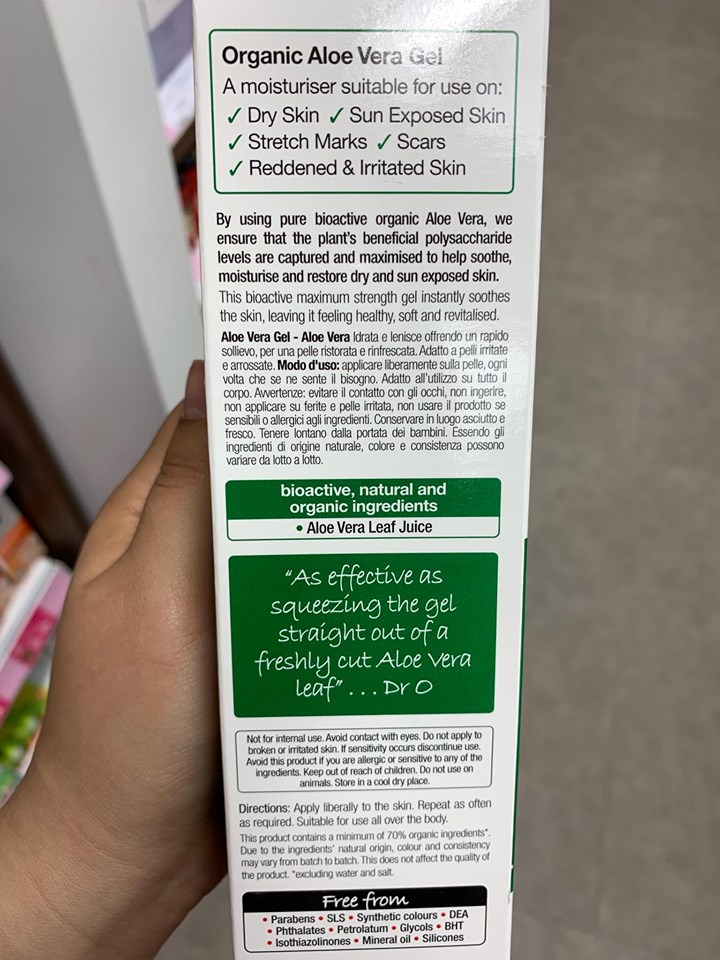 Organic Aloe Vera Gel
A moisturiser suitable for use on:
✓ Dry Skin ✓ Sun Exposed Skin
✓ Stretch Marks ✓ Scars
✓ Reddened & Irritated Skin
By using pure bioactive organic Aloe Vera, we
ensure that the plant's beneficial polysaccharide
levels are captured and maximised to help soothe,
moisturise and restore dry and sun exposed skin.
This bioactive maximum strength gel instantly soothes
the skin, leaving it feeling healthy, soft and revitalised.
Aloe Vera Gel - Aloe Vera Idrata e lenisce offrendo un rapido
sollievo, per una pelle ristorata e rinfrescata. Adatto a pelli irritate
e arrossate. Modo d'uso: applicare liberamente sulla pelle, ogni
volta che se ne sente il bisogno. Adatto all'utilizzo su tutto il
corpo. Avvertenze: evitare il contatto con gli occhi, non ingerire,
non applicare su ferite e pelle irritata, non usare il prodotto se
sensibili o allergici agli ingredienti. Conservare in luogo asciutto e
fresco. Tenere lontano dalla portata dei bambini. Essendo gli
ingredienti di origine naturale, colore e consistenza possono
variare da lotto a lotto.
bioactive, natural and
organic ingredients
• Aloe Vera Leaf Juice
"As effective as
squeezing the gel
straight out of a
freshly cut Aloe Vera
leaf" . . . Dr O
Not for internal use. Avoid contact with eyes. Do not apply to
broken or irritated skin. If sensitivity occurs discontinue use.
Avoid this product if you are allergic or sensitive to any of the
ingredients. Keep out of reach of children. Do not use on
animals. Store in a cool dry place.
Directions: Apply liberally to the skin. Repeat as often
as required. Suitable for use all over the body.
This product contains a minimum of 70% organic ingredients*.
Due to the ingredients' natural origin, colour and consistency
may vary from batch to batch. This does not affect the quality of
the product. *excluding water and salt.
Free from
• Parabens • SLS • Synthetic colours • DEA
• Phthalates • Petrolatum • Glycols • BHT
• Isothiazolinones • Mineral oil • Silicones